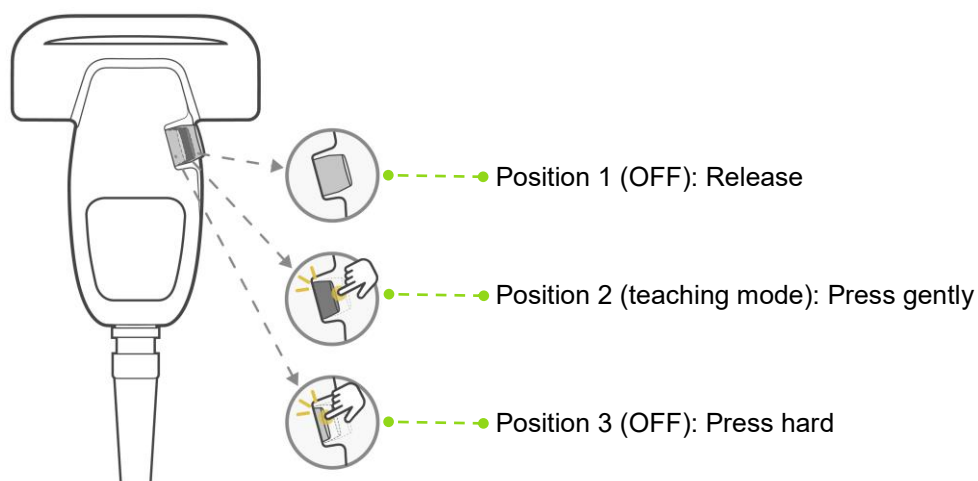 Position 1 (OFF): Release
Position 2 (teaching mode): Press gently
Position 3 (OFF): Press hard